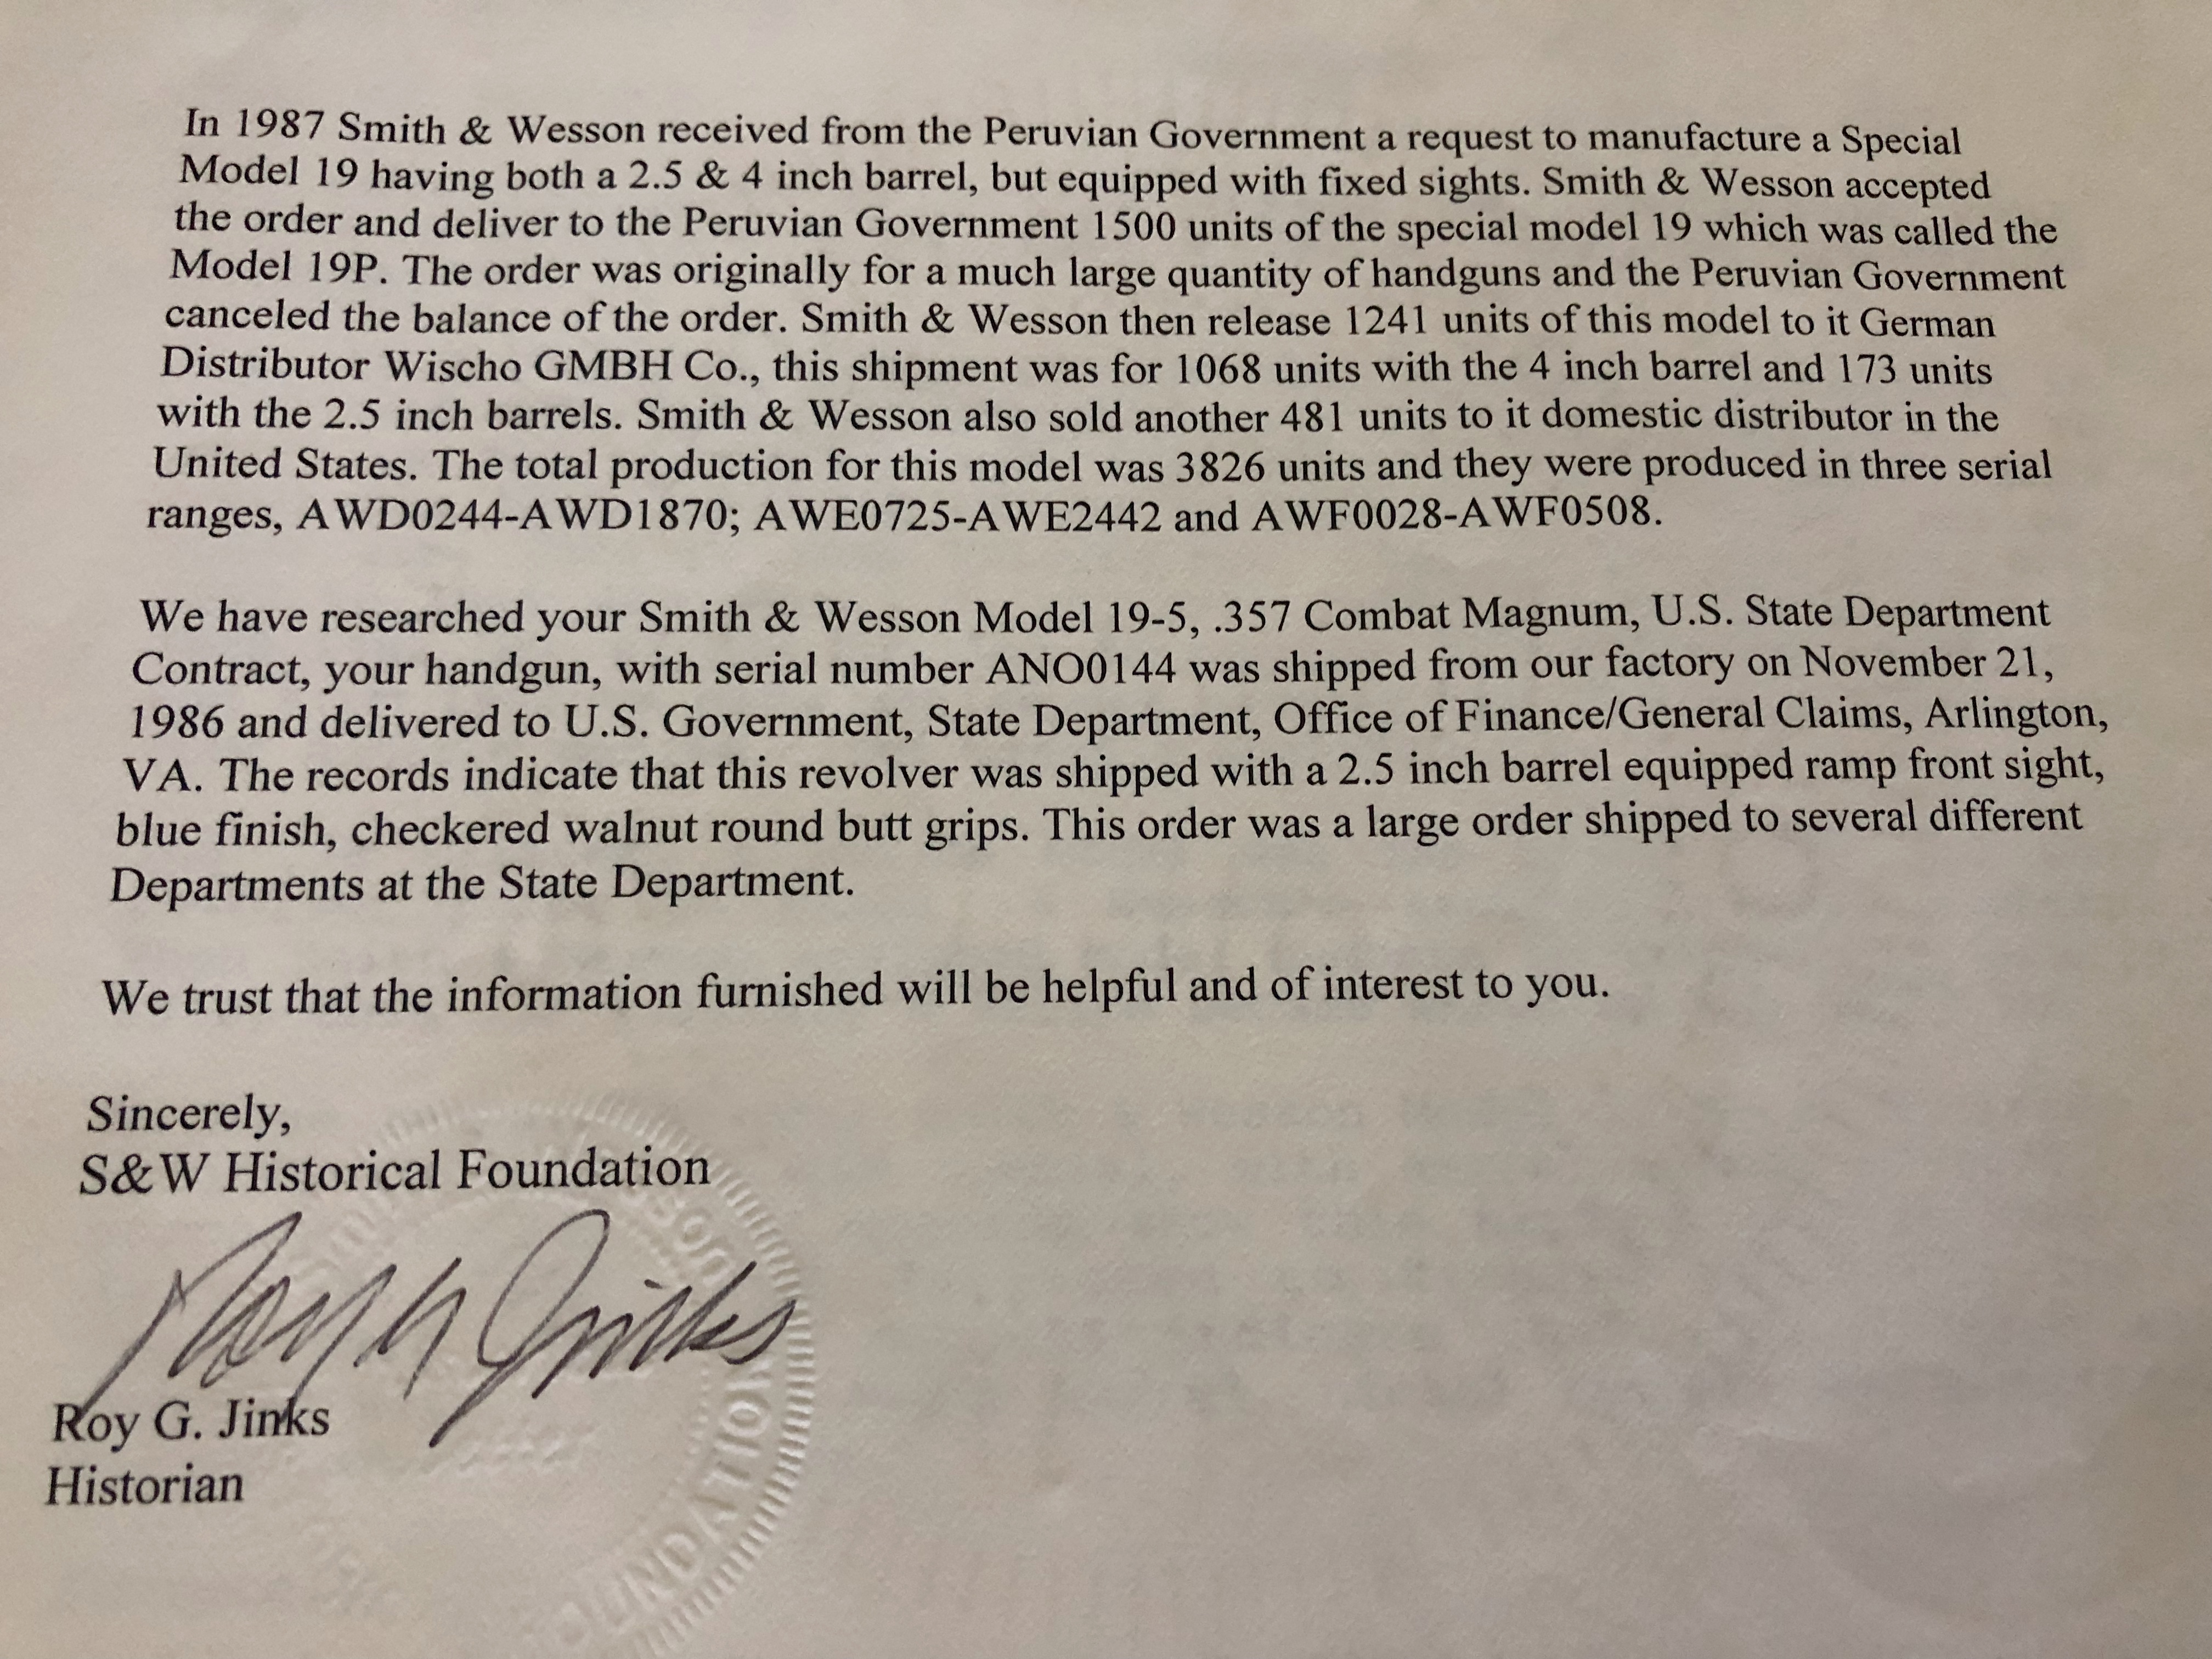 In 1987 Smith & Wesson received from the Peruvian Government a request to manufacture a Special
Model 19 having both a 2.5 & 4 inch barrel, but equipped with fixed sights. Smith & Wesson accepted
the order and deliver to the Peruvian Government 1500 units of the special model 19 which was called the
Model 19P. The order was originally for a much large quantity of handguns and the Peruvian Government
canceled the balance of the order. Smith & Wesson then release 1241 units of this model to it German
Distributor Wischo GMBH Co., this shipment was for 1068 units with the 4 inch barrel and 173 units
with the 2.5 inch barrels. Smith & Wesson also sold another 481 units to it domestic distributor in the
United States. The total production for this model was 3826 units and they were produced in three serial
ranges, AWD0244-AWD1870; AWE0725-AWE2442 and AWF0028-AWF0508.
We have researched your Smith & Wesson Model 19-5, .357 Combat Magnum, U.S. State Department
Contract, your handgun, with serial number ANO0144 was shipped from our factory on November 21,
1986 and delivered to U.S. Government, State Department, Office of Finance/General Claims, Arlington,
VA. The records indicate that this revolver was shipped with a 2.5 inch barrel equipped ramp front sight,
blue finish, checkered walnut round butt grips. This order was a large order shipped to several different
Departments at the State Department.
We trust that the information furnished will be helpful and of interest to you.
Sincerely,
S&W Historical Foundation
Roy G Jinks
Roy G. Jinks
Historian
FOUNDATION